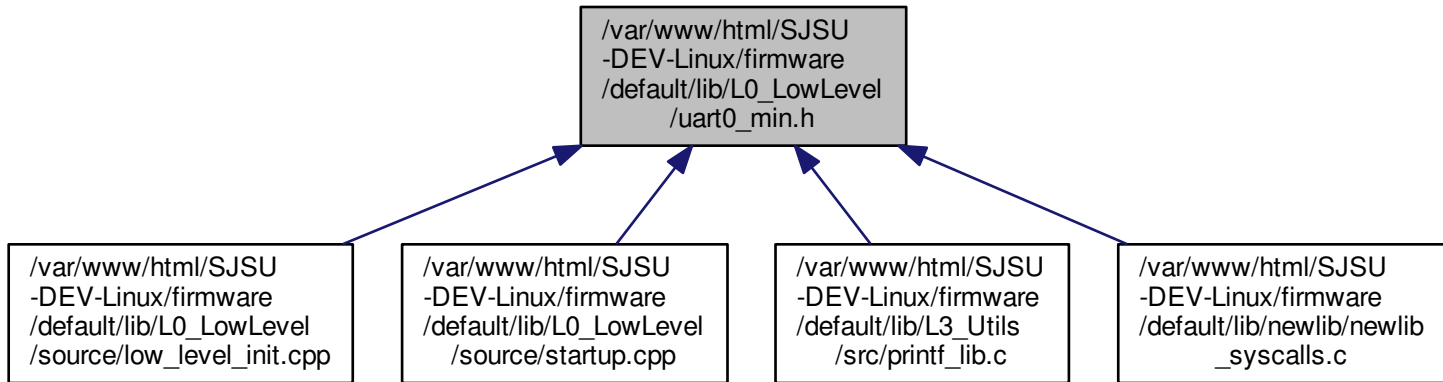 /var/www/html/SJSU
-DEV-Linux/firmware
/default/lib/L0_LowLevel
/uart0_min.h
/var/www/html/SJSU
-DEV-Linux/firmware
/default/lib/L0_LowLevel
/source/low_level_init.cpp
/var/www/html/SJSU
-DEV-Linux/firmware
/default/lib/L0_LowLevel
/source/startup.cpp
/var/www/html/SJSU
-DEV-Linux/firmware
/default/lib/L3_Utils
/src/printf_lib.c
/var/www/html/SJSU
-DEV-Linux/firmware
/default/lib/newlib/newlib
_syscalls.c